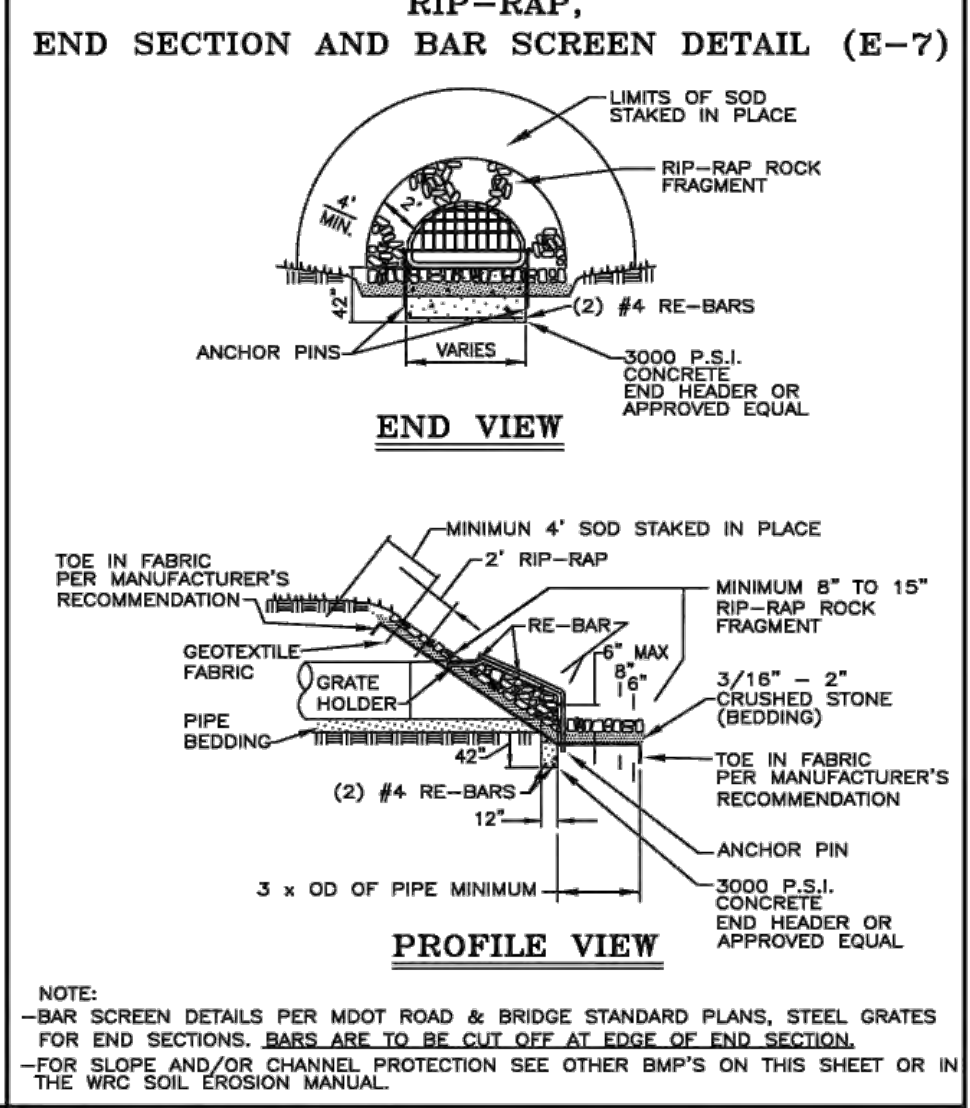 RIP-RAP,
END SECTION AND BAR SCREEN DETAIL (E-7)
LIMITS OF SOD
STAKED IN PLACE
RIP-RAP ROCK
FRAGMENT
4'
MIN.
2'
42"
(2) #4 RE-BARS
ANCHOR PINS
VARIES
3000 P.S.I.
CONCRETE
END HEADER OR
APPROVED EQUAL
END VIEW
MINIMUN 4' SOD STAKED IN PLACE
2' RIP-RAP
TOE IN FABRIC
PER MANUFACTURER'S
RECOMMENDATION
MINIMUM 8" TO 15"
RIP-RAP ROCK
FRAGMENT
RE-BAR
GEOTEXTILE
FABRIC
6" MAX
8"
6"
GRATE
HOLDER
3/16" - 2"
CRUSHED STONE
(BEDDING)
PIPE
BEDDING
42"
TOE IN FABRIC
PER MANUFACTURER'S
RECOMMENDATION
(2) #4 RE-BARS
12"
ANCHOR PIN
3 x OD OF PIPE MINIMUM
3000 P.S.I.
CONCRETE
END HEADER OR
APPROVED EQUAL
PROFILE VIEW
NOTE:
-BAR SCREEN DETAILS PER MDOT ROAD & BRIDGE STANDARD PLANS, STEEL GRATES
FOR END SECTIONS. BARS ARE TO BE CUT OFF AT EDGE OF END SECTION.
-FOR SLOPE AND/OR CHANNEL PROTECTION SEE OTHER BMP'S ON THIS SHEET OR IN
THE WRC SOIL EROSION MANUAL.